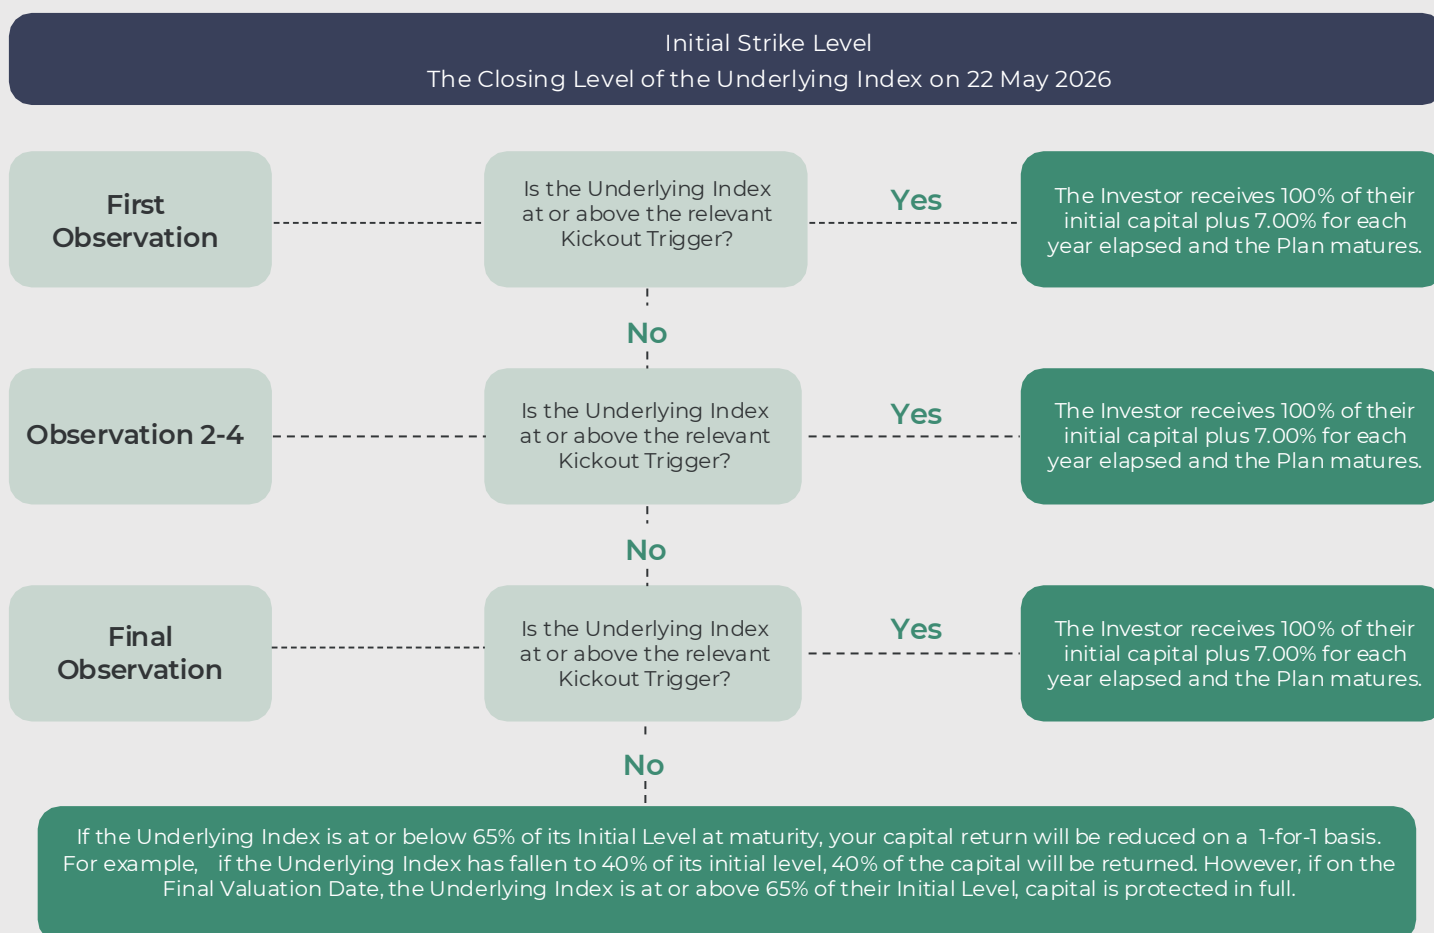 Initial Strike Level
The Closing Level of the Underlying Index on 22 May 2026
First
Observation
Is the Underlying Index
at or above the relevant
Kickout Trigger?
Yes
The Investor receives 100% of their
initial capital plus 7.00% for each
year elapsed and the Plan matures.
No
Observation 2-4
Is the Underlying Index
at or above the relevant
Kickout Trigger?
Yes
The Investor receives 100% of their
initial capital plus 7.00% for each
year elapsed and the Plan matures.
No
Final
Observation
Is the Underlying Index
at or above the relevant
Kickout Trigger?
Yes
The Investor receives 100% of their
initial capital plus 7.00% for each
year elapsed and the Plan matures.
No
If the Underlying Index is at or below 65% of its Initial Level at maturity, your capital return will be reduced on a 1-for-1 basis.
For example, if the Underlying Index has fallen to 40% of its initial level, 40% of the capital will be returned. However, if on the
Final Valuation Date, the Underlying Index is at or above 65% of their Initial Level, capital is protected in full.